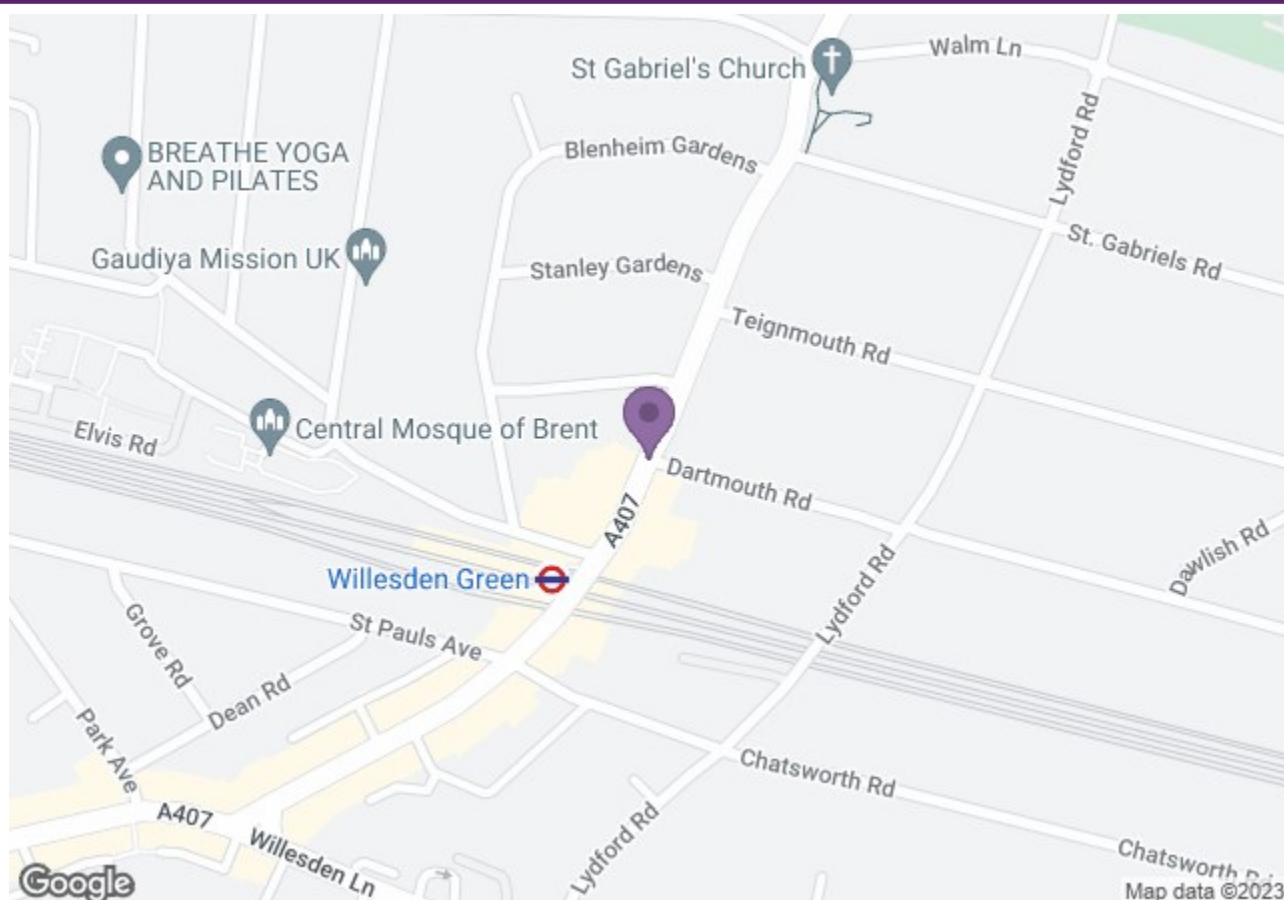 Walm Ln
St Gabriel's Church
Lydford Rd
Blenheim Gardens
BREATHE YOGA
AND PILATES
St. Gabriels Rd
Gaudiya Mission UK
Stanley Gardens
Teignmouth Rd
Elvis Rd
Central Mosque of Brent
Dartmouth Rd
A407
Dawlish Rd
Willesden Green
Lydford Rd
St Pauls Ave
Grove Rd
Dean Rd
Park Ave
Chatsworth Rd
A407
Willesden Ln
Lydford Rd
Chatsworth
Google
Map data ©2023